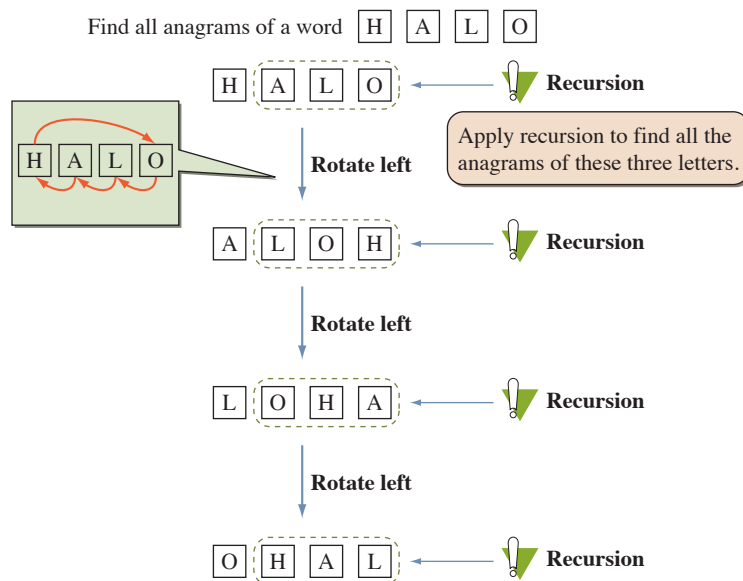 Find all anagrams of a word H A L O
H A L O Recursion
Apply recursion to find all the
anagrams of these three letters.
H A L O
Rotate left
A L O H Recursion
Rotate left
L O H A Recursion
Rotate left
O H A L Recursion